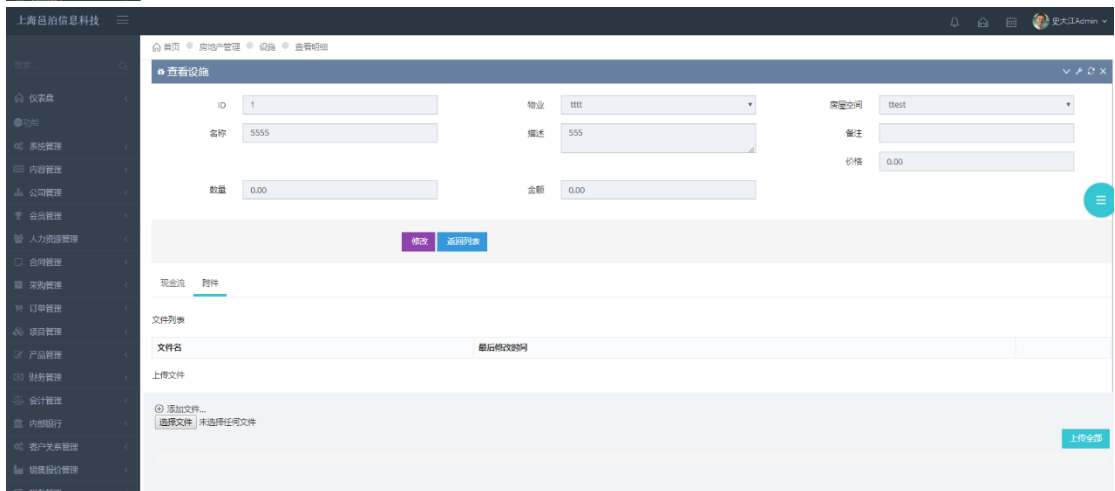 上海邑泊信息科技
史大江Admin
首页 房地产管理 设施 查看明细
搜索...
查看设施
仪表盘
功能
系统管理
内容管理
公司管理
会员管理
人力资源管理
合同管理
采购管理
订单管理
项目管理
产品管理
财务管理
会计管理
内部银行
客户关系管理
销售报价管理
ID 1 物业 tttt 房屋空间 ttest
名称 5555 描述 555 备注
价格 0.00
数量 0.00 金额 0.00
修改 返回列表
现金流 附件
文件列表
文件名 最后修改时间
上传文件
添加文件...
选择文件 未选择任何文件
上传全部